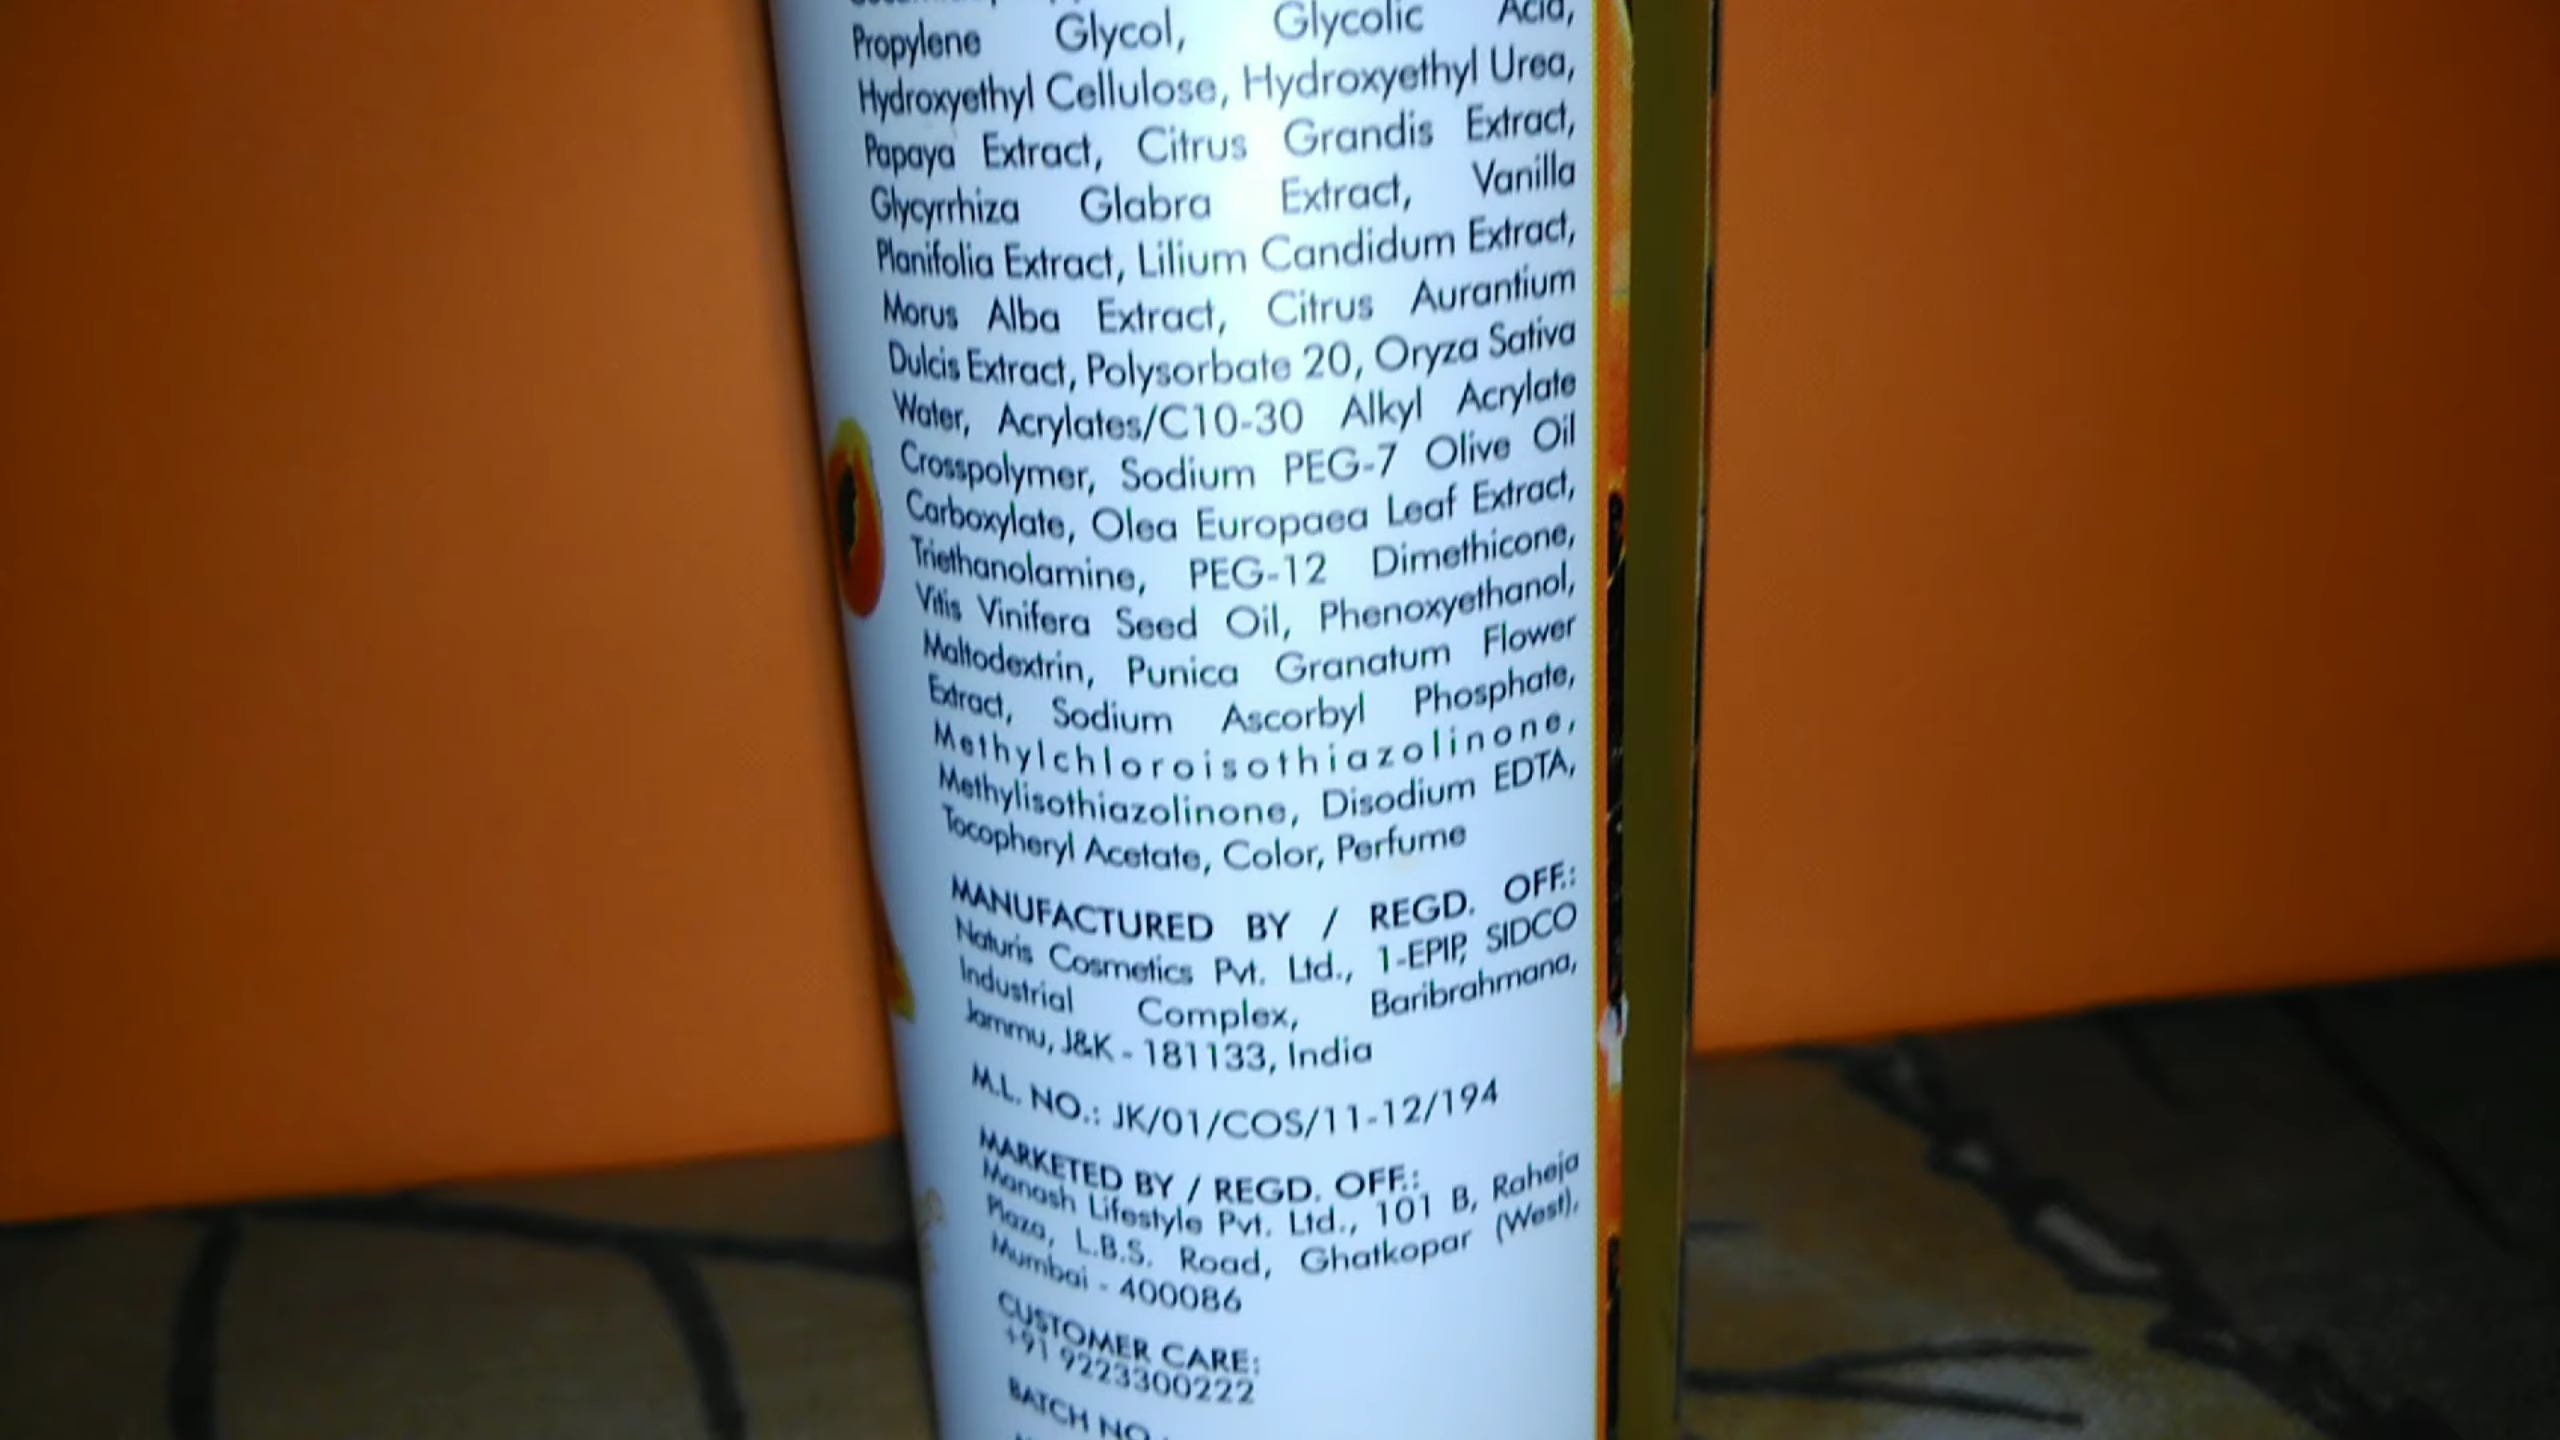 Propylene Glycol, Glycolic Acid,
Hydroxyethyl Cellulose, Hydroxyethyl Urea,
Papaya Extract, Citrus Grandis Extract,
Glycyrrhiza Glabra Extract, Vanilla
Planifolia Extract, Lilium Candidum Extract,
Morus Alba Extract, Citrus Aurantium
Dulcis Extract, Polysorbate 20, Oryza Sativa
Water, Acrylates/C10-30 Alkyl Acrylate
Crosspolymer, Sodium PEG-7 Olive Oil
Carboxylate, Olea Europaea Leaf Extract,
Triethanolamine, PEG-12 Dimethicone,
Vitis Vinifera Seed Oil, Phenoxyethanol,
Maltodextrin, Punica Granatum Flower
Extract, Sodium Ascorbyl Phosphate,
Methylchloroisothiazolinone,
Methylisothiazolinone, Disodium EDTA,
Tocopheryl Acetate, Color, Perfume
MANUFACTURED BY / REGD. OFF.:
Naturis Cosmetics Pvt. Ltd., 1-EPIP, SIDCO
Industrial Complex, Baribrahmana,
Jammu, J&K - 181133, India
M.L. NO.: JK/01/COS/11-12/194
MARKETED BY / REGD. OFF.:
Manash Lifestyle Pvt. Ltd., 101 B, Raheja
Plaza, L.B.S. Road, Ghatkopar (West),
Mumbai - 400086
CUSTOMER CARE:
+91 9223300222
BATCH NO